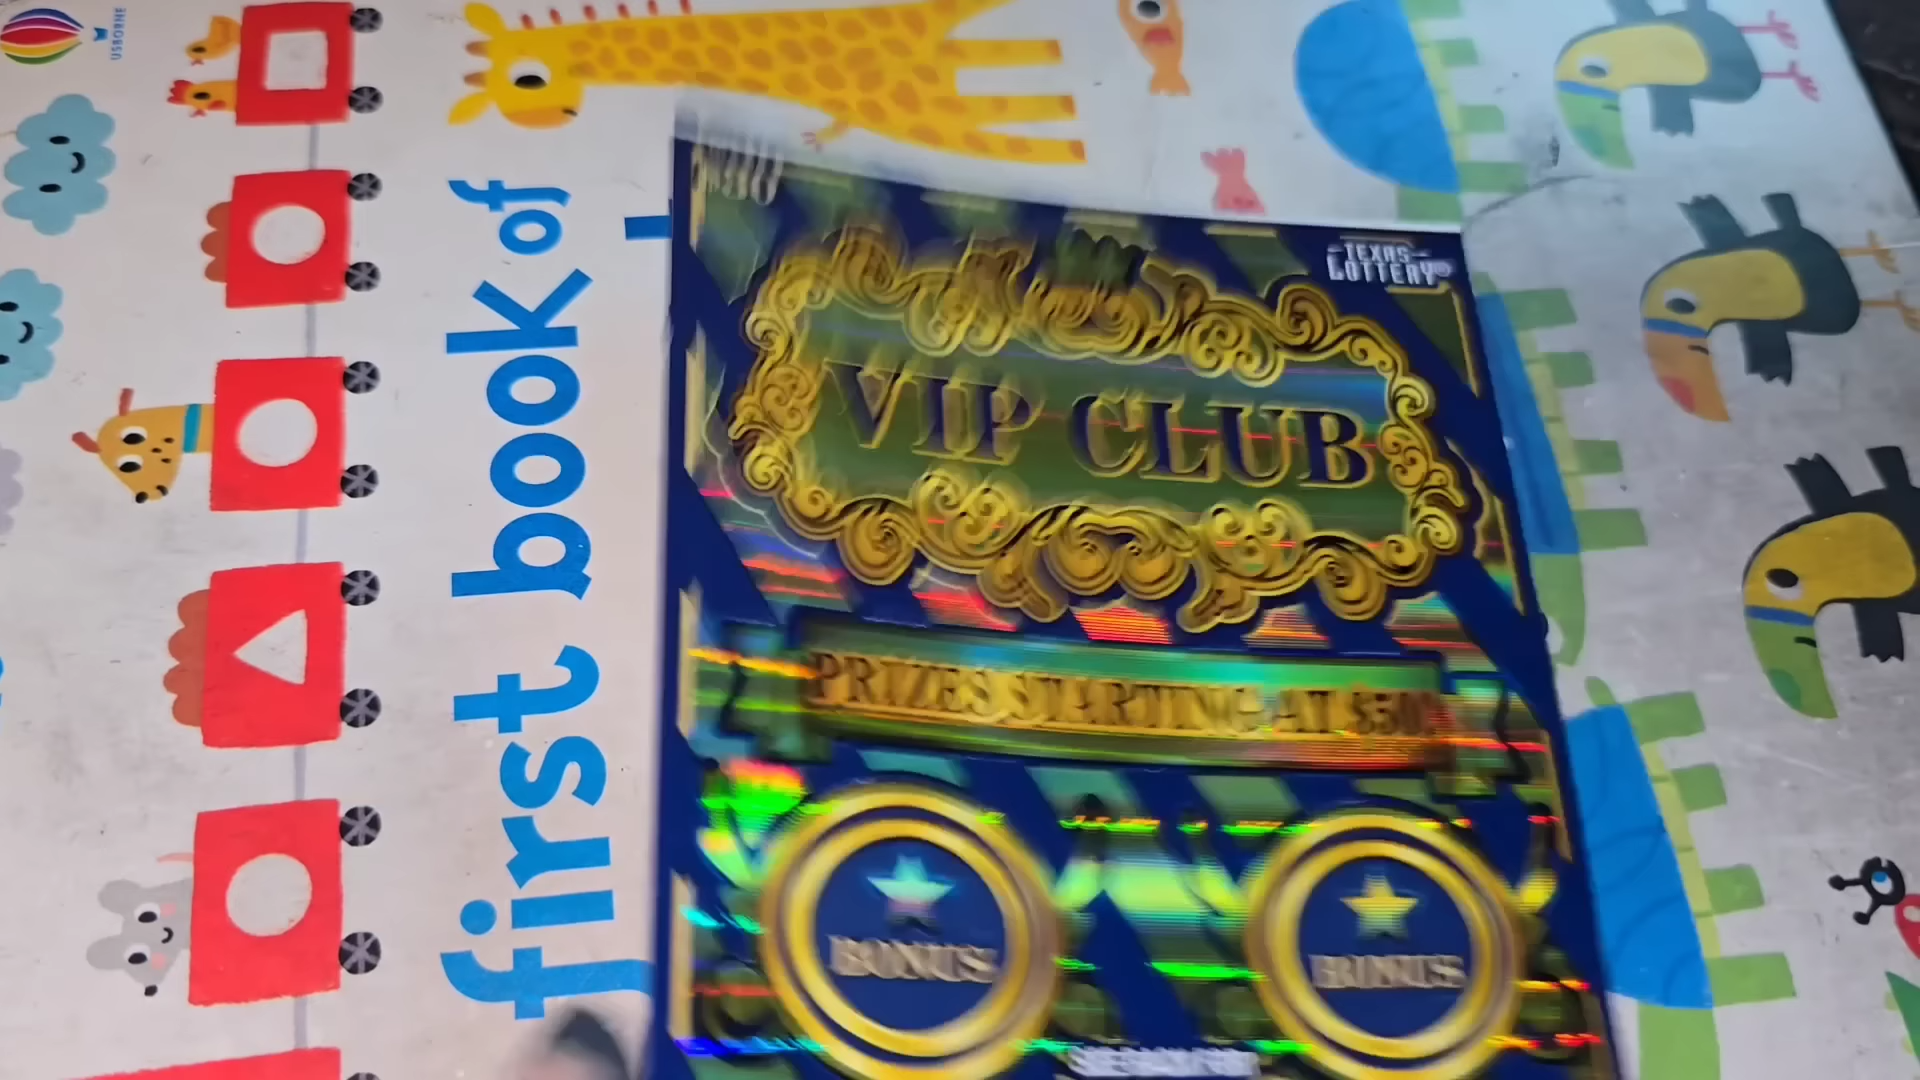 USBORNE
first book of
TEXAS
LOTTERY
VIP CLUB
PRIZES STARTING AT $50!
BONUS
BONUS